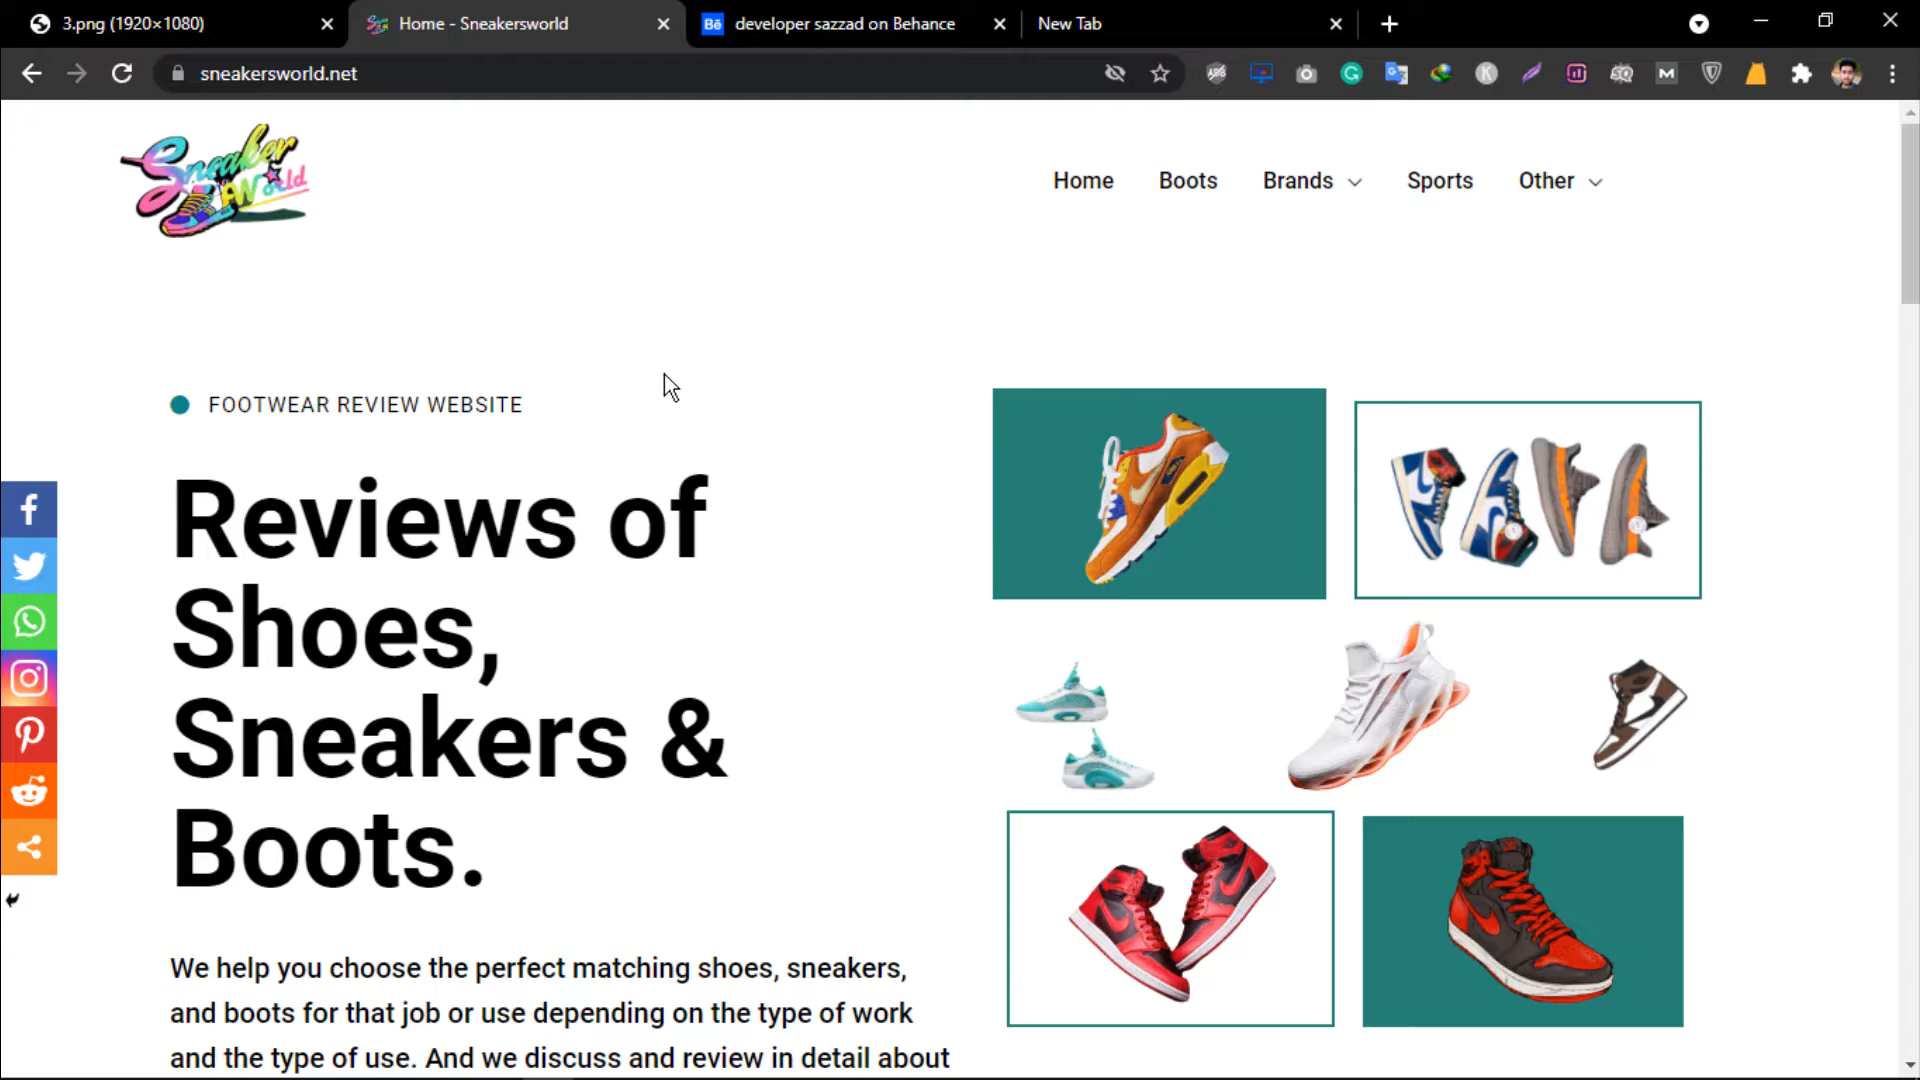 3.png (1920×1080)
Home - Sneakersworld
Bē
developer sazzad on Behance
New Tab
sneakersworld.net
Sneaker
World
Home
Boots
Brands
Sports
Other
FOOTWEAR REVIEW WEBSITE
Reviews of
Shoes,
Sneakers &
Boots.
We help you choose the perfect matching shoes, sneakers,
and boots for that job or use depending on the type of work
and the type of use. And we discuss and review in detail about